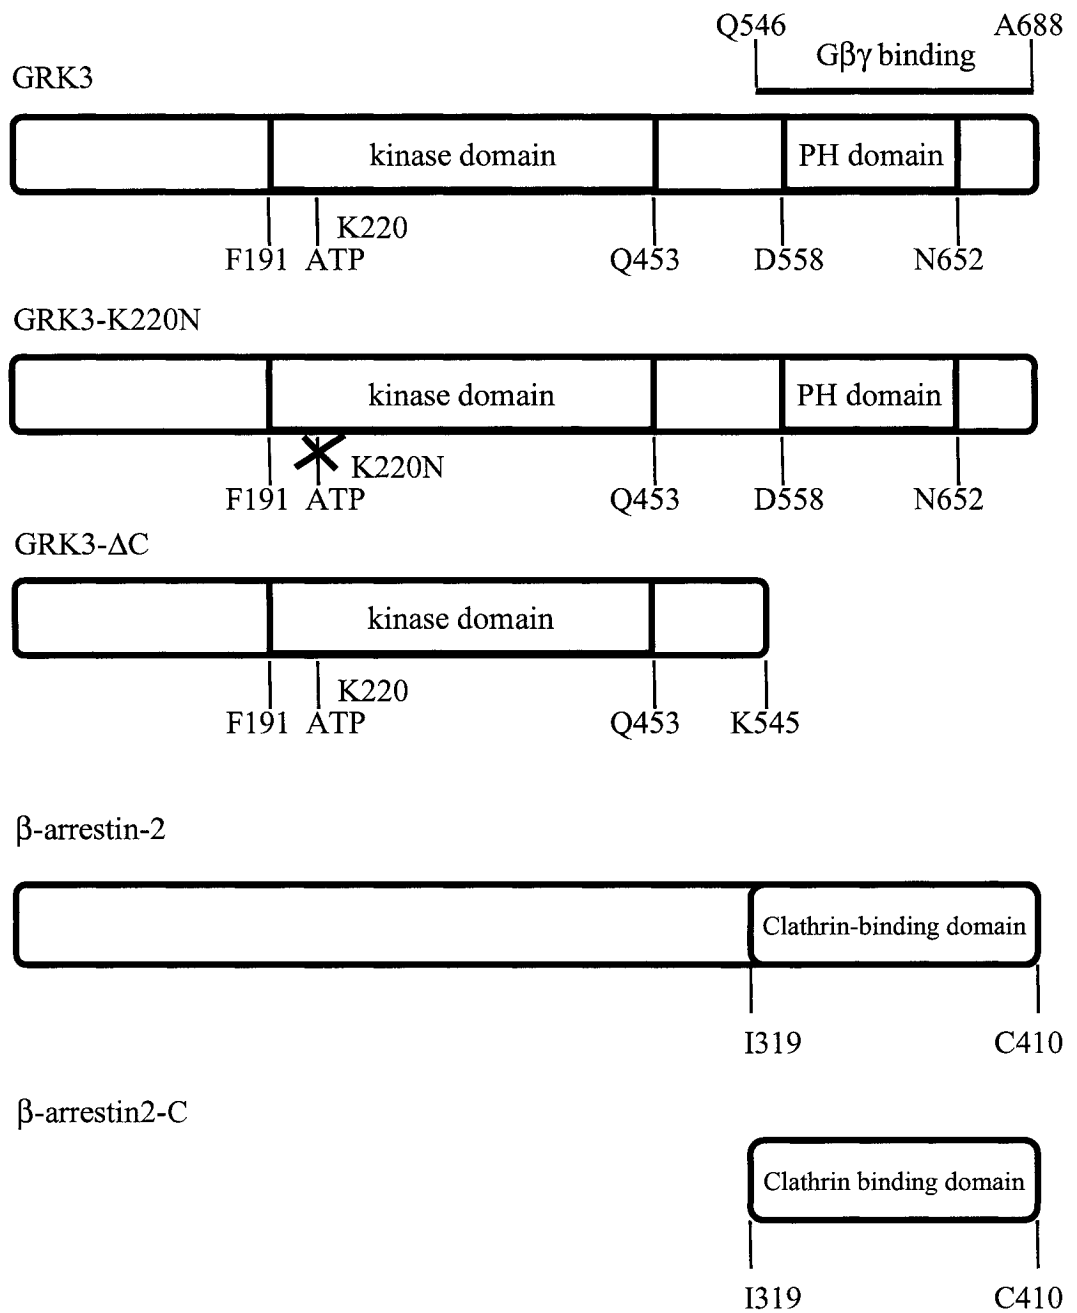 Q546 A688
Gβγ binding
GRK3
kinase domain PH domain
K220
F191 ATP Q453 D558 N652
GRK3-K220N
kinase domain PH domain
K220N
F191 ATP Q453 D558 N652
GRK3-ΔC
kinase domain
K220
F191 ATP Q453 K545
β-arrestin-2
Clathrin-binding domain
I319 C410
β-arrestin2-C
Clathrin binding domain
I319 C410